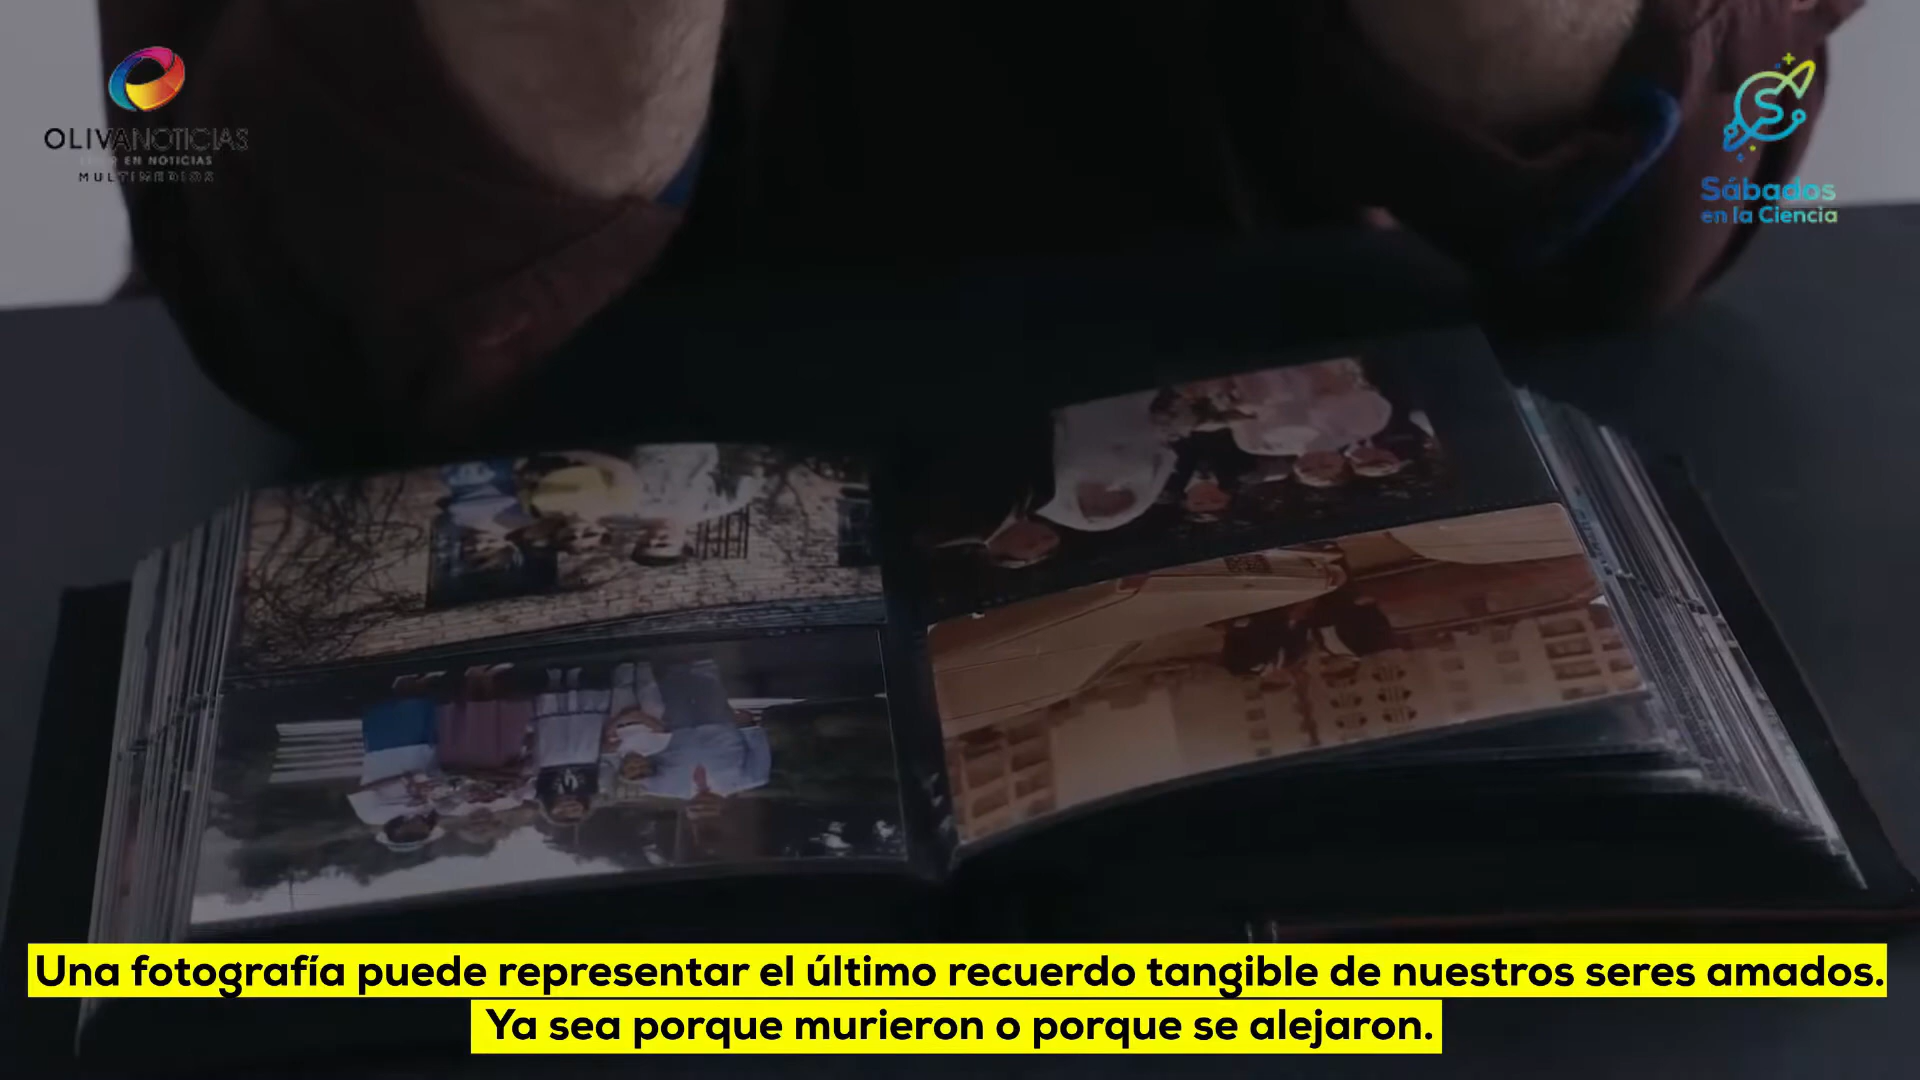 OLIVANOTICIAS
EN NOTICIAS
MULTIMEDIOS
S
Sábados
en la Ciencia
Una fotografía puede representar el último recuerdo tangible de nuestros seres amados.
Ya sea porque murieron o porque se alejaron.